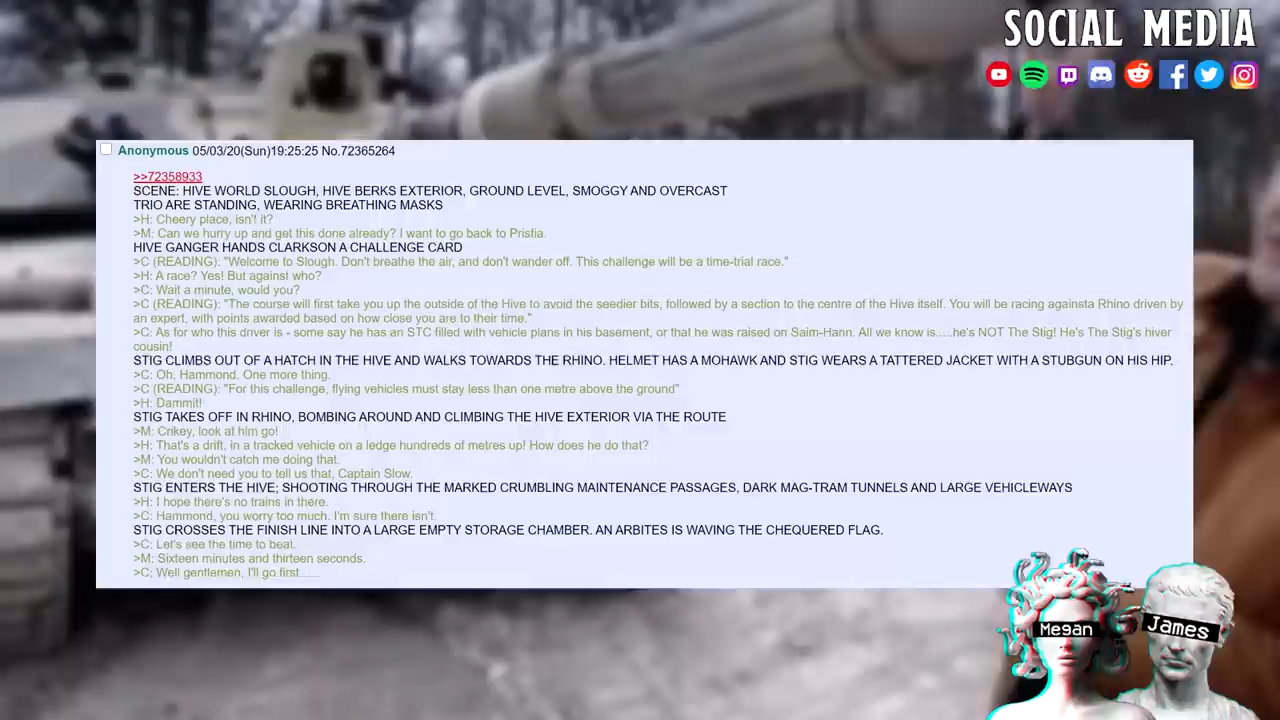 SOCIAL MEDIA
Anonymous 05/03/20(Sun)19:25:25 No.72365264
>>72358933
SCENE: HIVE WORLD SLOUGH, HIVE BERKS EXTERIOR, GROUND LEVEL, SMOGGY AND OVERCAST
TRIO ARE STANDING, WEARING BREATHING MASKS
>H: Cheery place, isn't it?
>M: Can we hurry up and get this done already? I want to go back to Pristia.
HIVE GANGER HANDS CLARKSON A CHALLENGE CARD
>C (READING): "Welcome to Slough. Don't breathe the air, and don't wander off. This challenge will be a time-trial race."
>H: A race? Yes! But against who?
>C: Wait a minute, would you?
>C (READING): "The course will first take you up the outside of the Hive to avoid the seedier bits, followed by a section to the centre of the Hive itself. You will be racing againsta Rhino driven by
an expert, with points awarded based on how close you are to their time."
>C: As for who this driver is - some say he has an STC filled with vehicle plans in his basement, or that he was raised on Saim-Hann. All we know is.....he's NOT The Stig! He's The Stig's hiver
cousin!
STIG CLIMBS OUT OF A HATCH IN THE HIVE AND WALKS TOWARDS THE RHINO. HELMET HAS A MOHAWK AND STIG WEARS A TATTERED JACKET WITH A STUBGUN ON HIS HIP.
>C: Oh, Hammond. One more thing.
>C (READING): "For this challenge, flying vehicles must stay less than one metre above the ground"
>H: Dammit!
STIG TAKES OFF IN RHINO, BOMBING AROUND AND CLIMBING THE HIVE EXTERIOR VIA THE ROUTE
>M: Crikey, look at him go!
>H: That's a drift, in a tracked vehicle on a ledge hundreds of metres up! How does he do that?
>M: You wouldn't catch me doing that.
>C: We don't need you to tell us that, Captain Slow.
STIG ENTERS THE HIVE; SHOOTING THROUGH THE MARKED CRUMBLING MAINTENANCE PASSAGES, DARK MAG-TRAM TUNNELS AND LARGE VEHICLEWAYS
>H: I hope there's no trains in there.
>C: Hammond, you worry too much. I'm sure there isn't.
STIG CROSSES THE FINISH LINE INTO A LARGE EMPTY STORAGE CHAMBER. AN ARBITES IS WAVING THE CHEQUERED FLAG.
>C: Let's see the time to beat.
>M: Sixteen minutes and thirteen seconds.
>C: Well gentlemen, I'll go first......
Megan
James